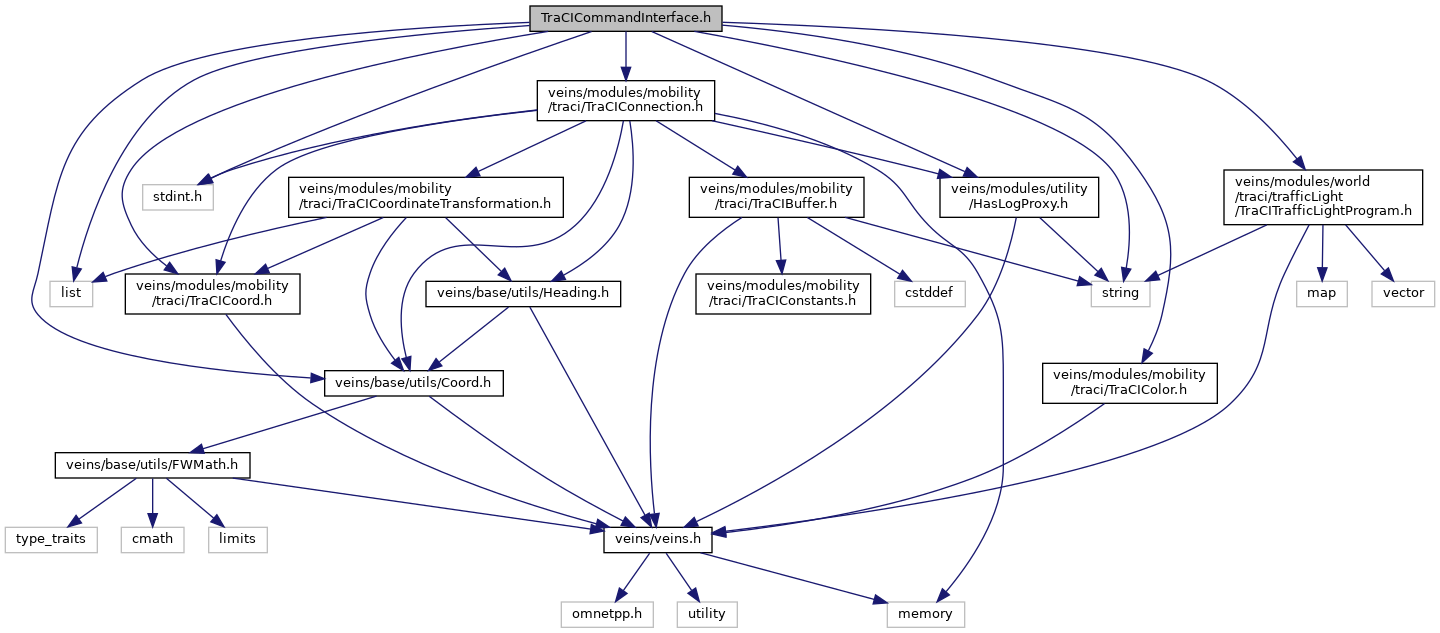 TraCICommandInterface.h
veins/modules/mobility
/traci/TraCIConnection.h
stdint.h
veins/modules/mobility
/traci/TraCICoordinateTransformation.h
veins/modules/mobility
/traci/TraCIBuffer.h
veins/modules/utility
/HasLogProxy.h
veins/modules/world
/traci/trafficLight
/TraCITrafficLightProgram.h
list
veins/modules/mobility
/traci/TraCICoord.h
veins/base/utils/Heading.h
veins/modules/mobility
/traci/TraCIConstants.h
cstddef
string
map
vector
veins/base/utils/Coord.h
veins/modules/mobility
/traci/TraCIColor.h
veins/base/utils/FWMath.h
type_traits
cmath
limits
veins/veins.h
omnetpp.h
utility
memory